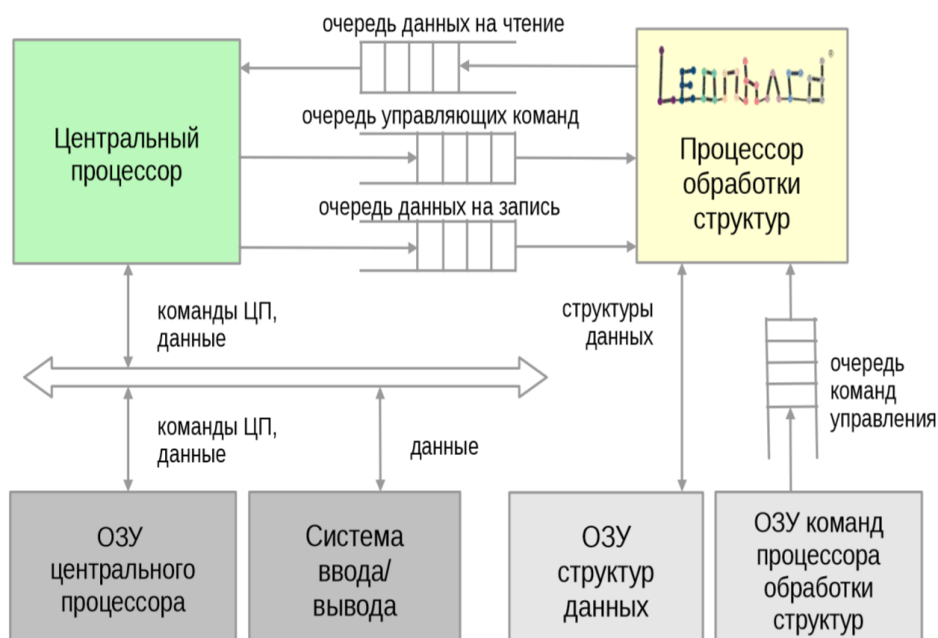 очередь данных на чтение
Leonhard®
Центральный
процессор
очередь управляющих команд
Процессор
обработки
структур
очередь данных на запись
команды ЦП,
данные
структуры
данных
очередь
команд
управления
команды ЦП,
данные
данные
ОЗУ
центрального
процессора
Система
ввода/
вывода
ОЗУ
структур
данных
ОЗУ команд
процессора
обработки
структур